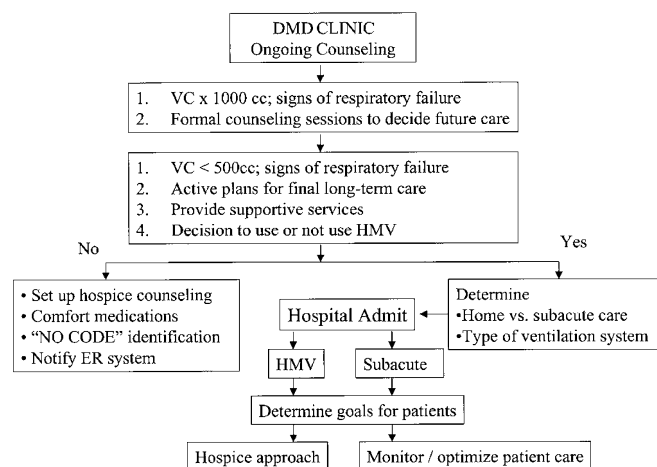 DMD CLINIC
Ongoing Counseling
1. VC x 1000 cc; signs of respiratory failure
2. Formal counseling sessions to decide future care
1. VC < 500cc; signs of respiratory failure
2. Active plans for final long-term care
3. Provide supportive services
4. Decision to use or not use HMV
No
Yes
• Set up hospice counseling
• Comfort medications
• “NO CODE” identification
• Notify ER system
Determine
•Home vs. subacute care
•Type of ventilation system
Hospital Admit
HMV
Subacute
Determine goals for patients
Hospice approach
Monitor / optimize patient care